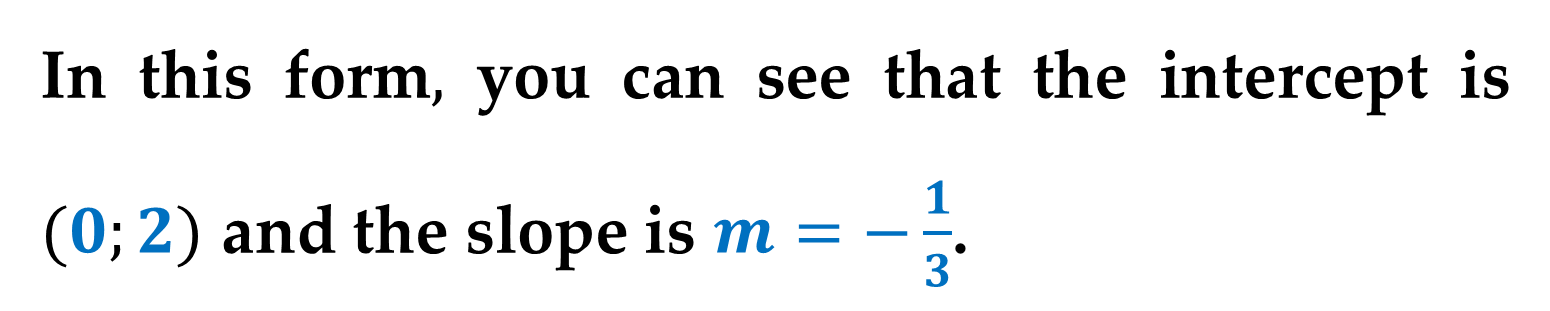 In this form, you can see that the intercept is
(0; 2) and the slope is m = −1/3.